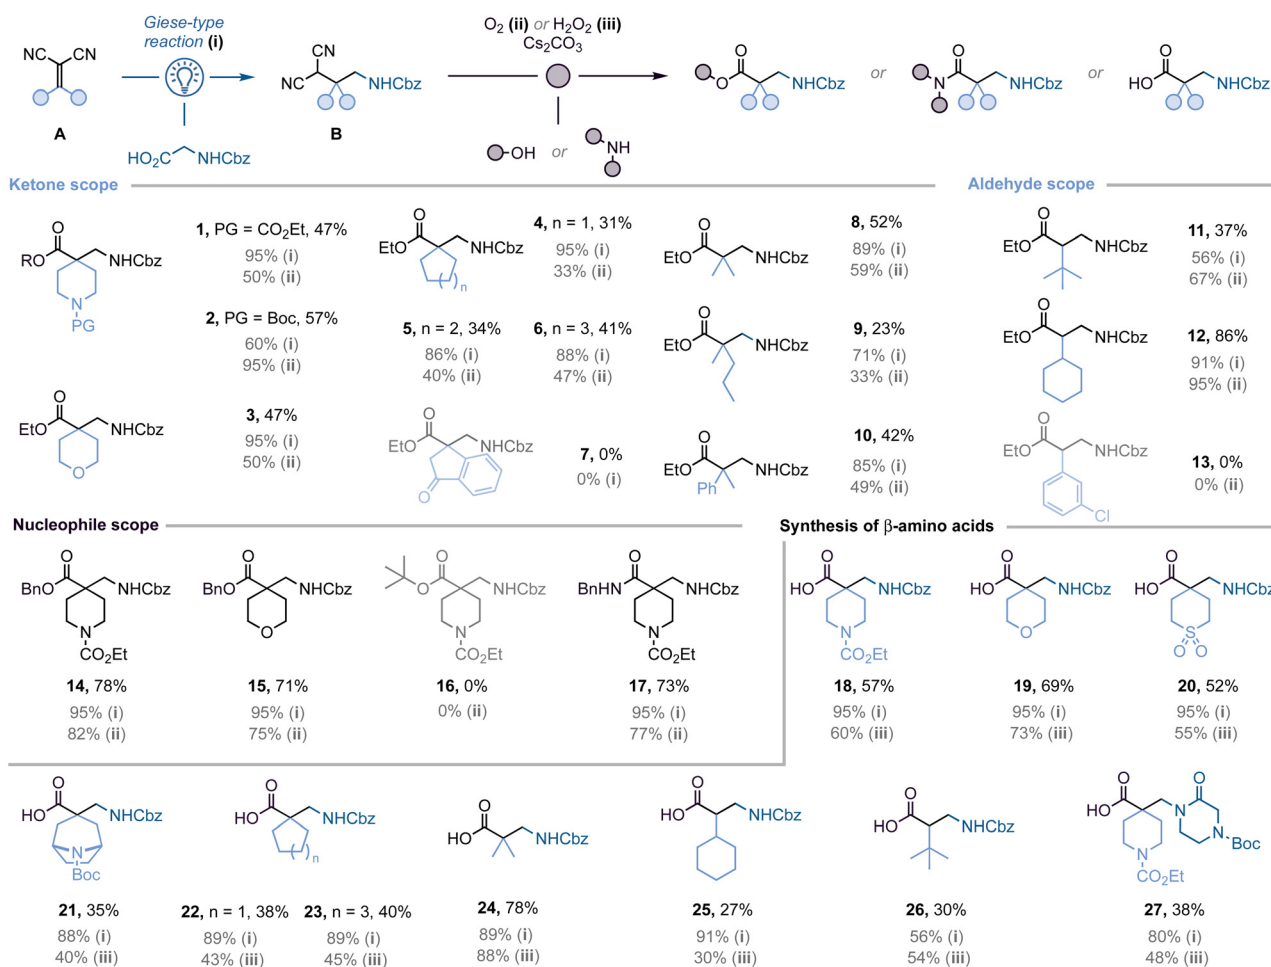 NC CN
Giese-type
reaction (i)
A
HO2C NHCbz
CN
NC NHCbz
B
O2 (ii) or H2O2 (iii)
Cs2CO3
OH or NH
O
O NHCbz
or
O
N NHCbz
or
O
HO NHCbz
Ketone scope
Aldehyde scope
O
RO NHCbz
N
PG
1, PG = CO2Et, 47%
95% (i)
50% (ii)
2, PG = Boc, 57%
60% (i)
95% (ii)
O
EtO NHCbz
O
3, 47%
95% (i)
50% (ii)
O
EtO NHCbz
n
4, n = 1, 31%
95% (i)
33% (ii)
5, n = 2, 34%
86% (i)
40% (ii)
6, n = 3, 41%
88% (i)
47% (ii)
O
EtO NHCbz
O
7, 0%
0% (i)
O
EtO NHCbz
8, 52%
89% (i)
59% (ii)
O
EtO NHCbz
9, 23%
71% (i)
33% (ii)
O
EtO NHCbz
Ph
10, 42%
85% (i)
49% (ii)
O
EtO NHCbz
11, 37%
56% (i)
67% (ii)
O
EtO NHCbz
12, 86%
91% (i)
95% (ii)
O
EtO NHCbz
Cl
13, 0%
0% (ii)
Nucleophile scope
Synthesis of β-amino acids
O
BnO NHCbz
N
CO2Et
14, 78%
95% (i)
82% (ii)
O
BnO NHCbz
O
15, 71%
95% (i)
75% (ii)
O
O NHCbz
N
CO2Et
16, 0%
0% (ii)
O
BnHN NHCbz
N
CO2Et
17, 73%
95% (i)
77% (ii)
O
HO NHCbz
N
CO2Et
18, 57%
95% (i)
60% (iii)
O
HO NHCbz
O
19, 69%
95% (i)
73% (iii)
O
HO NHCbz
S
O O
20, 52%
95% (i)
55% (iii)
O
HO NHCbz
N
Boc
21, 35%
88% (i)
40% (iii)
O
HO NHCbz
n
22, n = 1, 38%
89% (i)
43% (iii)
23, n = 3, 40%
89% (i)
45% (iii)
O
HO NHCbz
24, 78%
89% (i)
88% (iii)
O
HO NHCbz
25, 27%
91% (i)
30% (iii)
O
HO NHCbz
26, 30%
56% (i)
54% (iii)
O O
HO N
N
Boc
N
CO2Et
27, 38%
80% (i)
48% (iii)